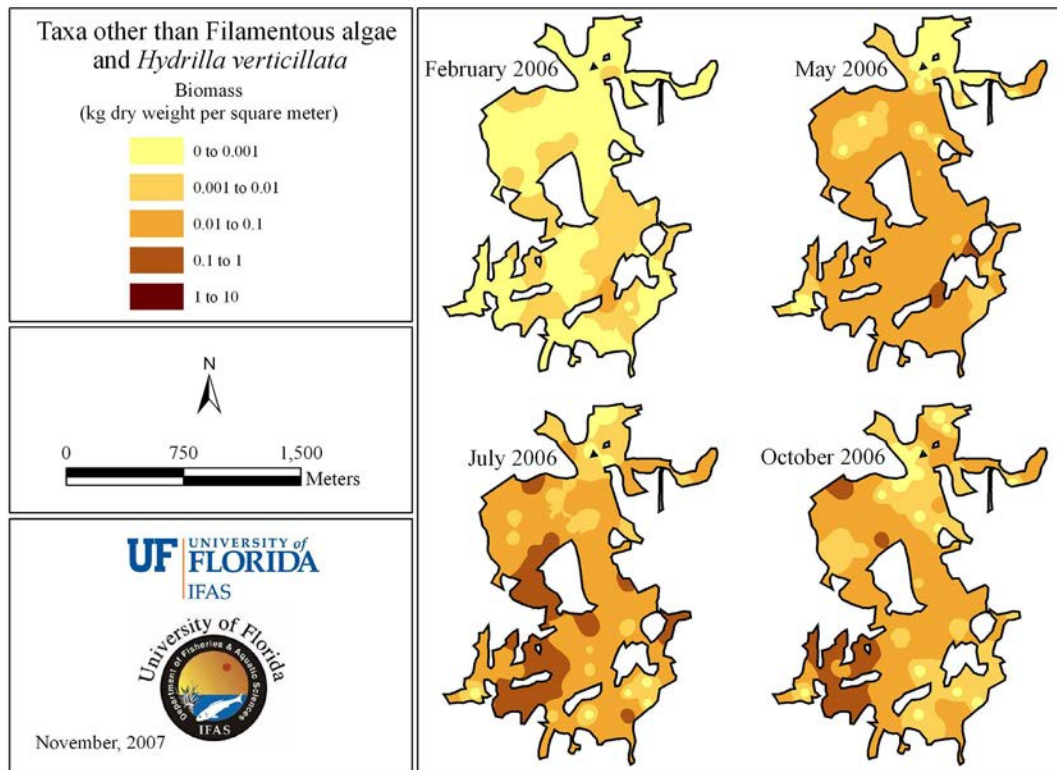 Taxa other than Filamentous algae
and Hydrilla verticillata
Biomass
(kg dry weight per square meter)
0 to 0.001
0.001 to 0.01
0.01 to 0.1
0.1 to 1
1 to 10
N
0 750 1,500
Meters
UF UNIVERSITY of
FLORIDA
IFAS
University of Florida
Department of Fisheries & Aquatic Sciences
IFAS
November, 2007
February 2006
May 2006
July 2006
October 2006